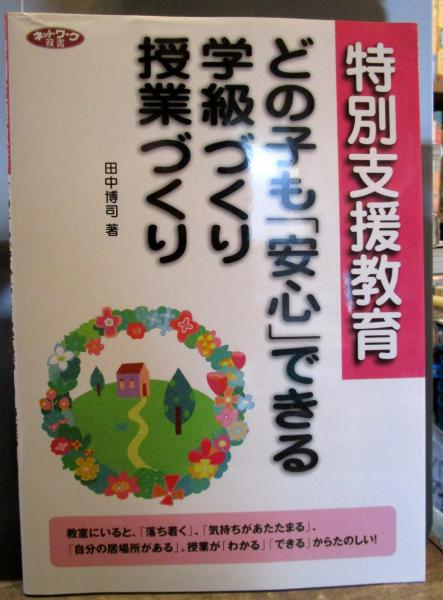 ネットワーク
双書
特別支援教育
どの子も「安心」できる
学級づくり
授業づくり
田中博司 著
教室にいると、「落ち着く」、「気持ちがあたたまる」、
「自分の居場所がある」。授業が「わかる」「できる」からたのしい!